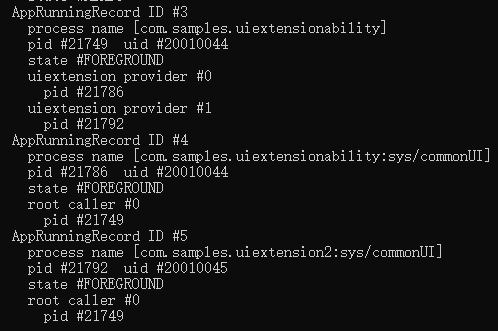 AppRunningRecord ID #3
process name [com.samples.uiextensionability]
pid #21749 uid #20010044
state #FOREGROUND
uiextension provider #0
pid #21786
uiextension provider #1
pid #21792
AppRunningRecord ID #4
process name [com.samples.uiextensionability:sys/commonUI]
pid #21786 uid #20010044
state #FOREGROUND
root caller #0
pid #21749
AppRunningRecord ID #5
process name [com.samples.uiextension2:sys/commonUI]
pid #21792 uid #20010045
state #FOREGROUND
root caller #0
pid #21749